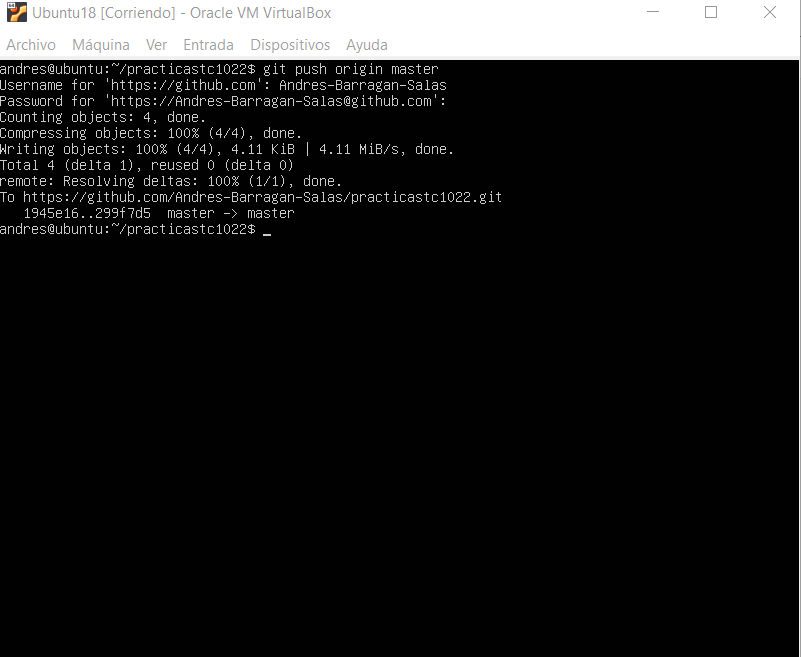 Ubuntu18 [Corriendo] - Oracle VM VirtualBox
Archivo Máquina Ver Entrada Dispositivos Ayuda
andres@ubuntu:~/practicastc1022$ git push origin master
Username for 'https://github.com': Andres-Barragan-Salas
Password for 'https://Andres-Barragan-Salas@github.com':
Counting objects: 4, done.
Compressing objects: 100% (4/4), done.
Writing objects: 100% (4/4), 4.11 KiB | 4.11 MiB/s, done.
Total 4 (delta 1), reused 0 (delta 0)
remote: Resolving deltas: 100% (1/1), done.
To https://github.com/Andres-Barragan-Salas/practicastc1022.git
   1945e16..299f7d5  master -> master
andres@ubuntu:~/practicastc1022$ _